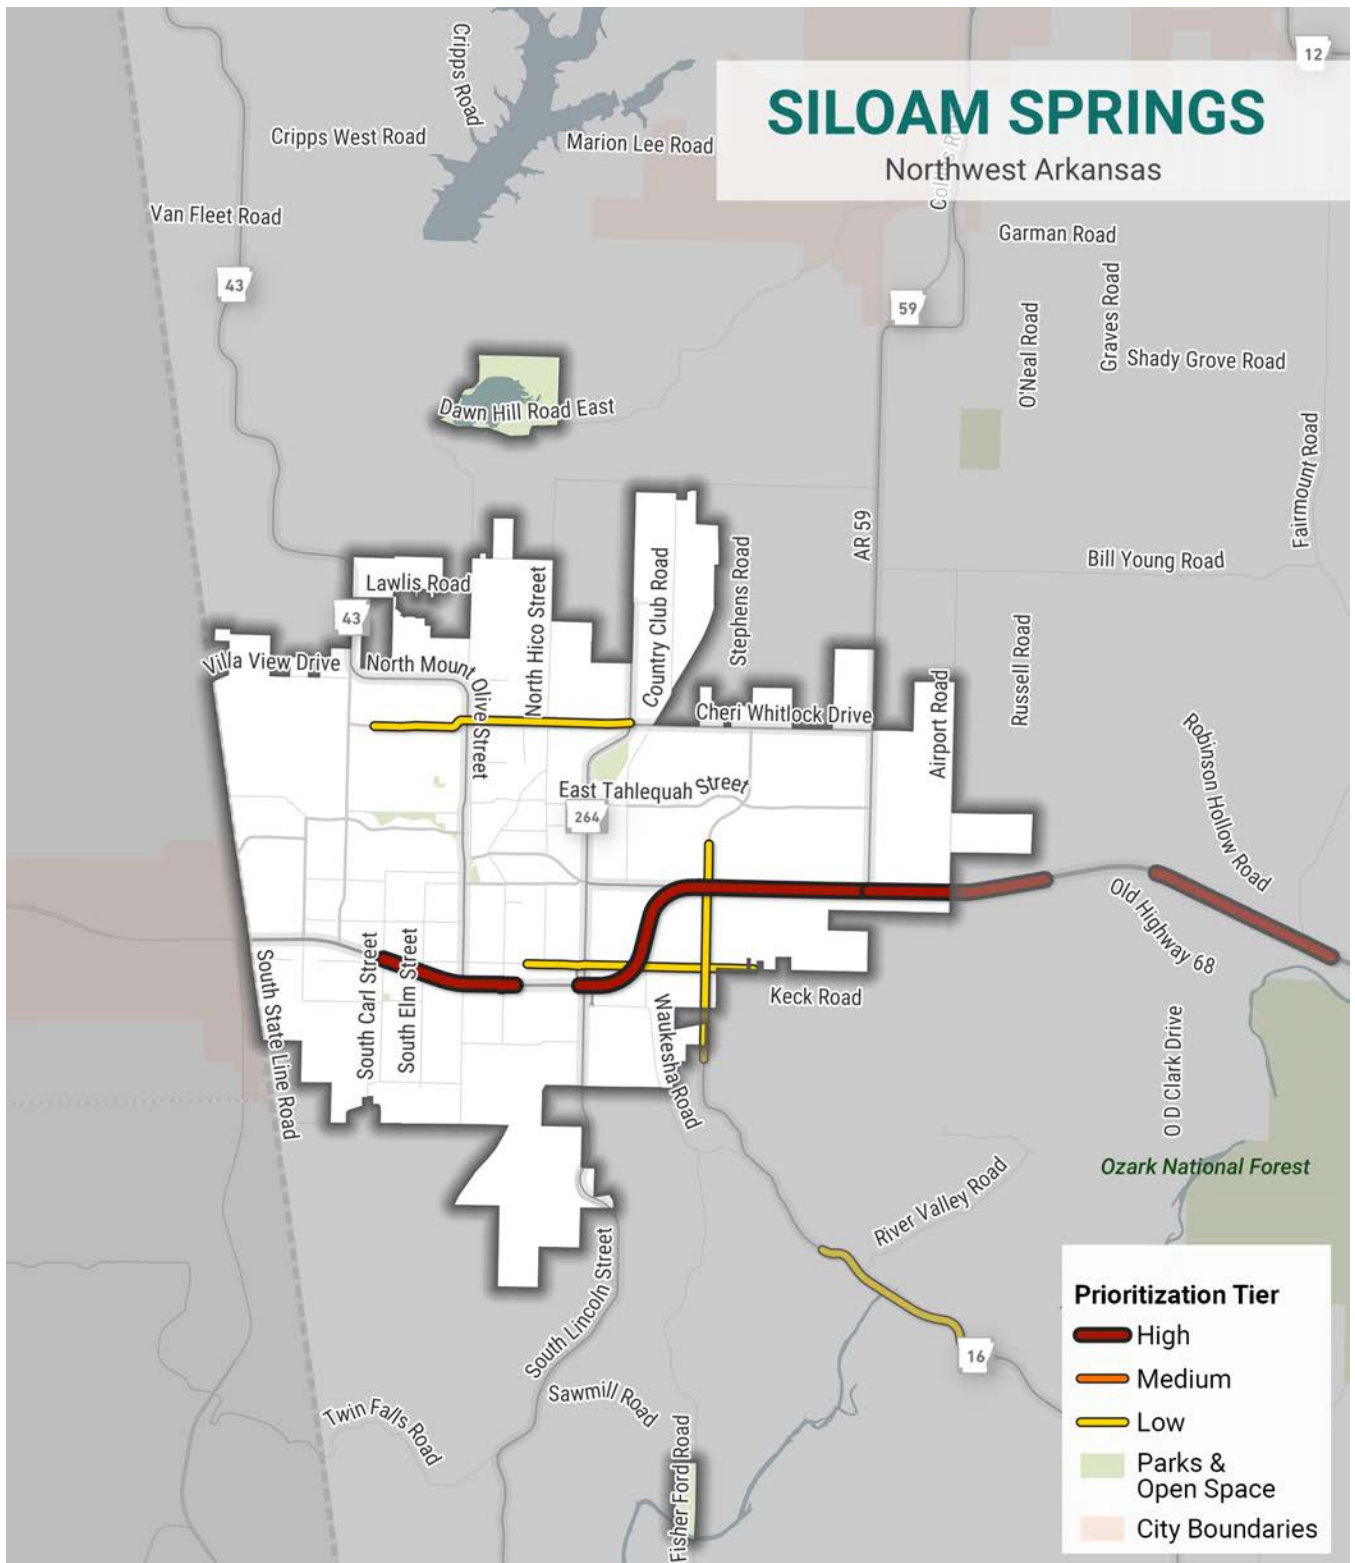 SILOAM SPRINGS
Northwest Arkansas
12
Cripps Road
Cripps West Road
Marion Lee Road
Van Fleet Road
Garman Road
43
59
Graves Road
O'Neal Road
Shady Grove Road
Dawn Hill Road East
Fairmount Road
AR 59
Bill Young Road
Lawlis Road
43
North Hico Street
Country Club Road
Stephens Road
Villa View Drive
North Mount Olive Street
Russell Road
Cheri Whitlock Drive
Airport Road
Robinson Hollow Road
East Tahlequah Street
264
Old Highway 68
South Carl Street
South Elm Street
South State Line Road
Waukesha Road
Keck Road
O D Clark Drive
Ozark National Forest
River Valley Road
South Lincoln Street
16
Sawmill Road
Twin Falls Road
Fisher Ford Road
Prioritization Tier
High
Medium
Low
Parks &
Open Space
City Boundaries